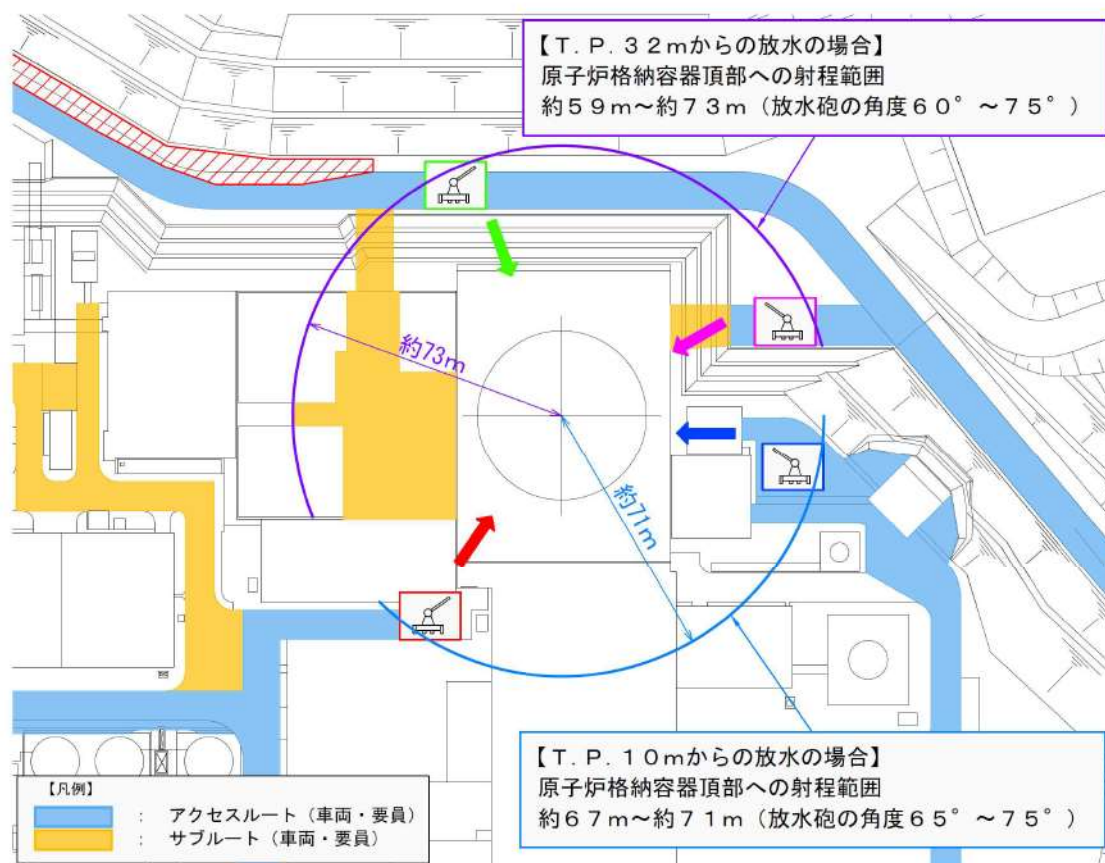 【T.P.32mからの放水の場合】
原子炉格納容器頂部への射程範囲
約59m~約73m(放水砲の角度60°~75°)
約73m
約71m
【T.P.10mからの放水の場合】
原子炉格納容器頂部への射程範囲
約67m~約71m(放水砲の角度65°~75°)
【凡例】
: アクセスルート(車両・要員)
: サブルート(車両・要員)